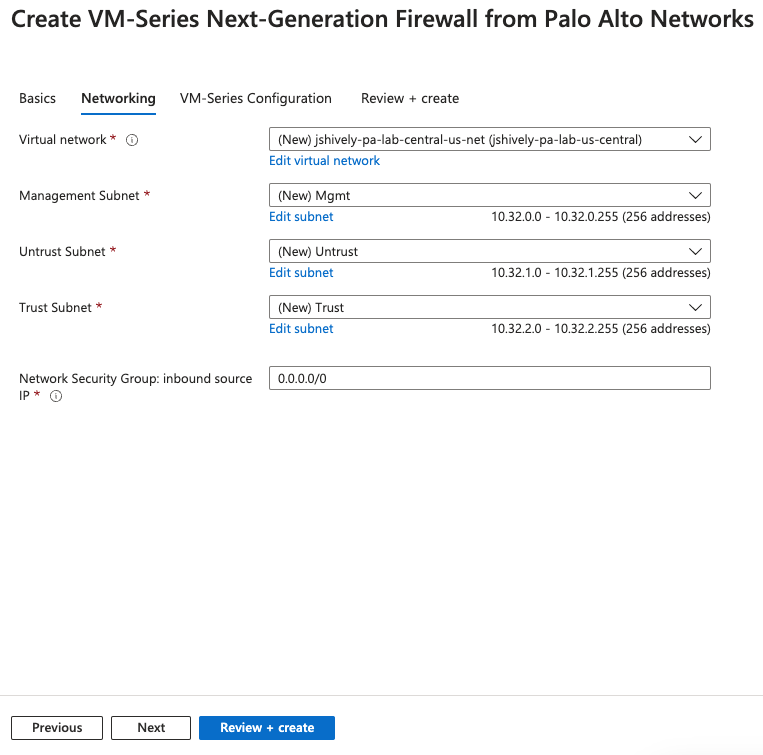 Create VM-Series Next-Generation Firewall from Palo Alto Networks
Basics Networking VM-Series Configuration Review + create
Virtual network * (New) jshively-pa-lab-central-us-net (jshively-pa-lab-us-central)
Edit virtual network
Management Subnet * (New) Mgmt
Edit subnet 10.32.0.0 - 10.32.0.255 (256 addresses)
Untrust Subnet * (New) Untrust
Edit subnet 10.32.1.0 - 10.32.1.255 (256 addresses)
Trust Subnet * (New) Trust
Edit subnet 10.32.2.0 - 10.32.2.255 (256 addresses)
Network Security Group: inbound source 0.0.0.0/0
IP *
Previous Next Review + create